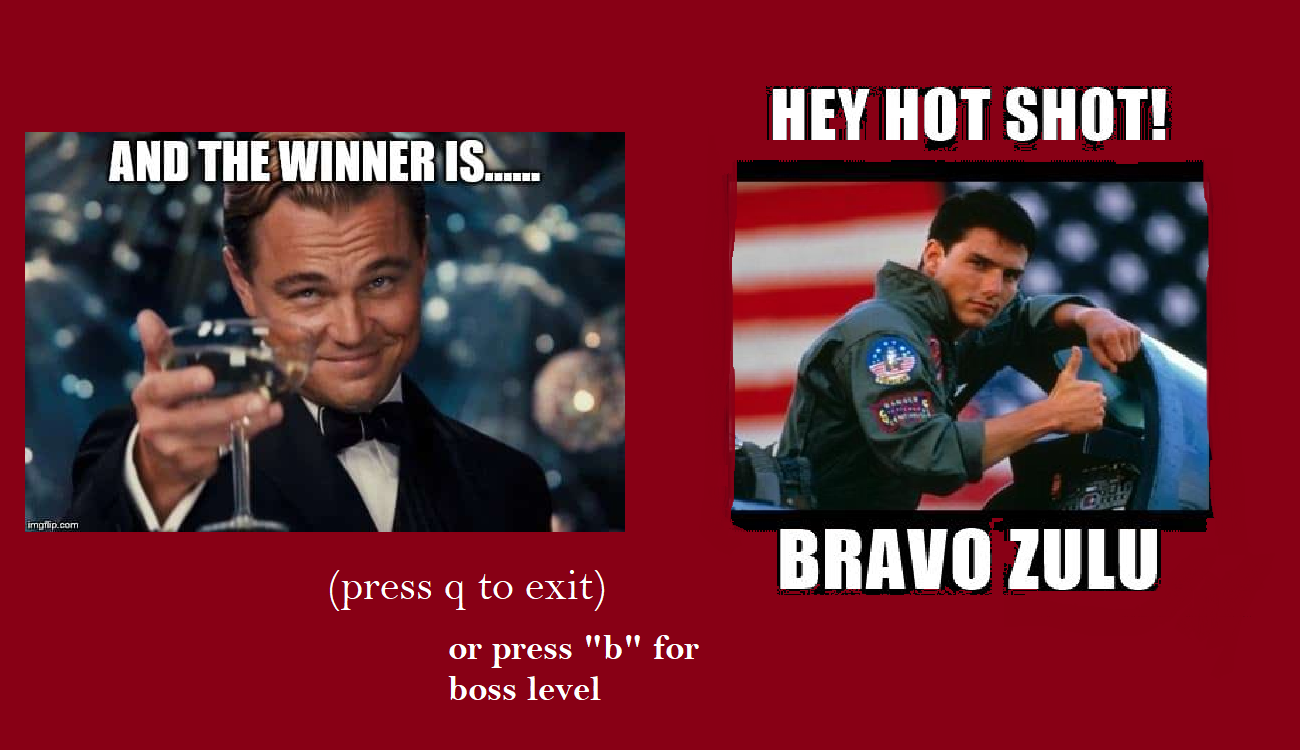 AND THE WINNER IS......
imgflip.com
HEY HOT SHOT!
BRAVO ZULU
(press q to exit)
or press "b" for
boss level